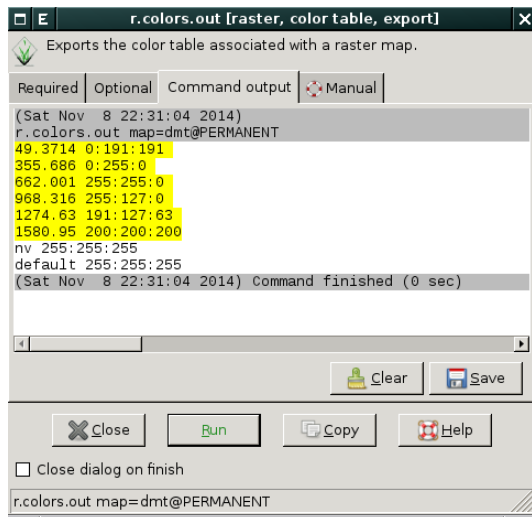 E r.colors.out [raster, color table, export]
Exports the color table associated with a raster map.
Required Optional Command output Manual
(Sat Nov  8 22:31:04 2014)
r.colors.out map=dmt@PERMANENT
49.3714 0:191:191
355.686 0:255:0
662.001 255:255:0
968.316 255:127:0
1274.63 191:127:63
1580.95 200:200:200
nv 255:255:255
default 255:255:255
(Sat Nov  8 22:31:04 2014) Command finished (0 sec)
Clear Save
Close Run Copy Help
Close dialog on finish
r.colors.out map=dmt@PERMANENT